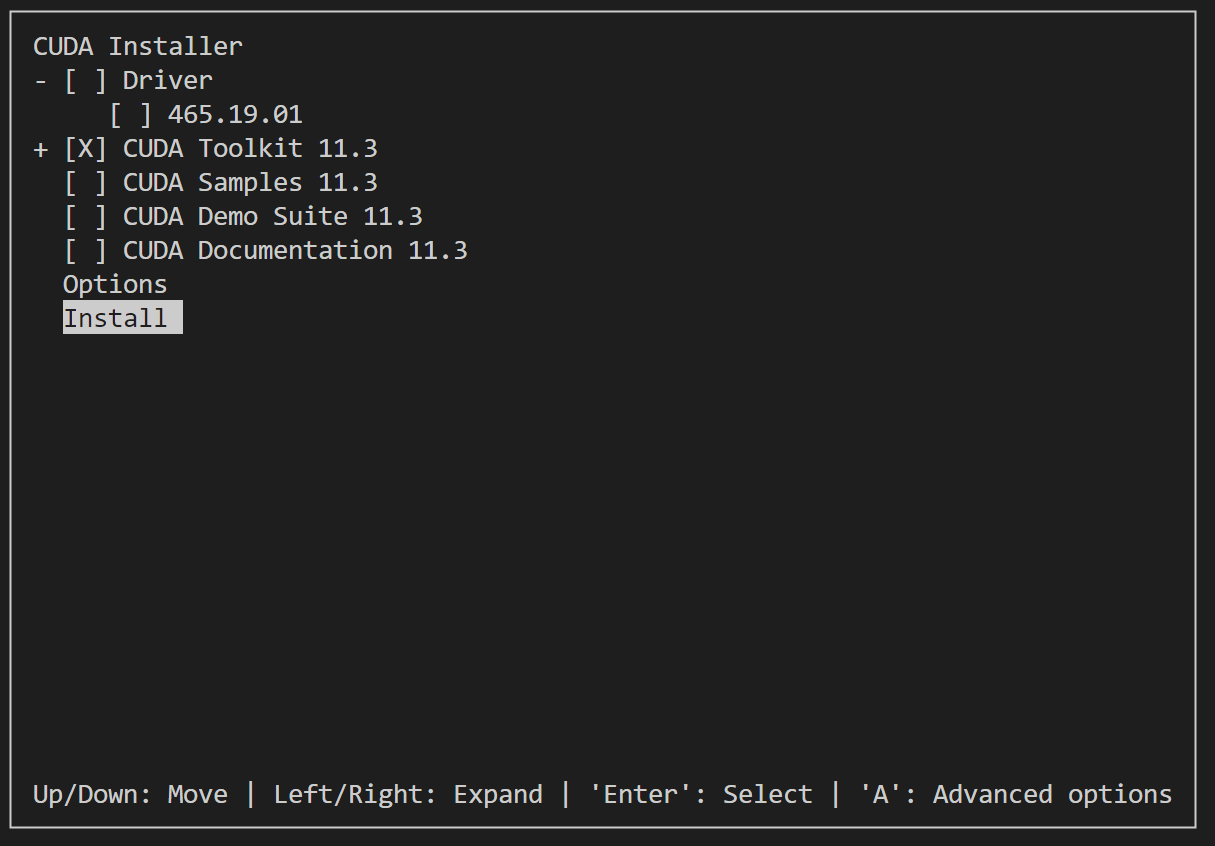 CUDA Installer
- [ ] Driver
[ ] 465.19.01
+ [X] CUDA Toolkit 11.3
[ ] CUDA Samples 11.3
[ ] CUDA Demo Suite 11.3
[ ] CUDA Documentation 11.3
Options
Install
Up/Down: Move | Left/Right: Expand | 'Enter': Select | 'A': Advanced options